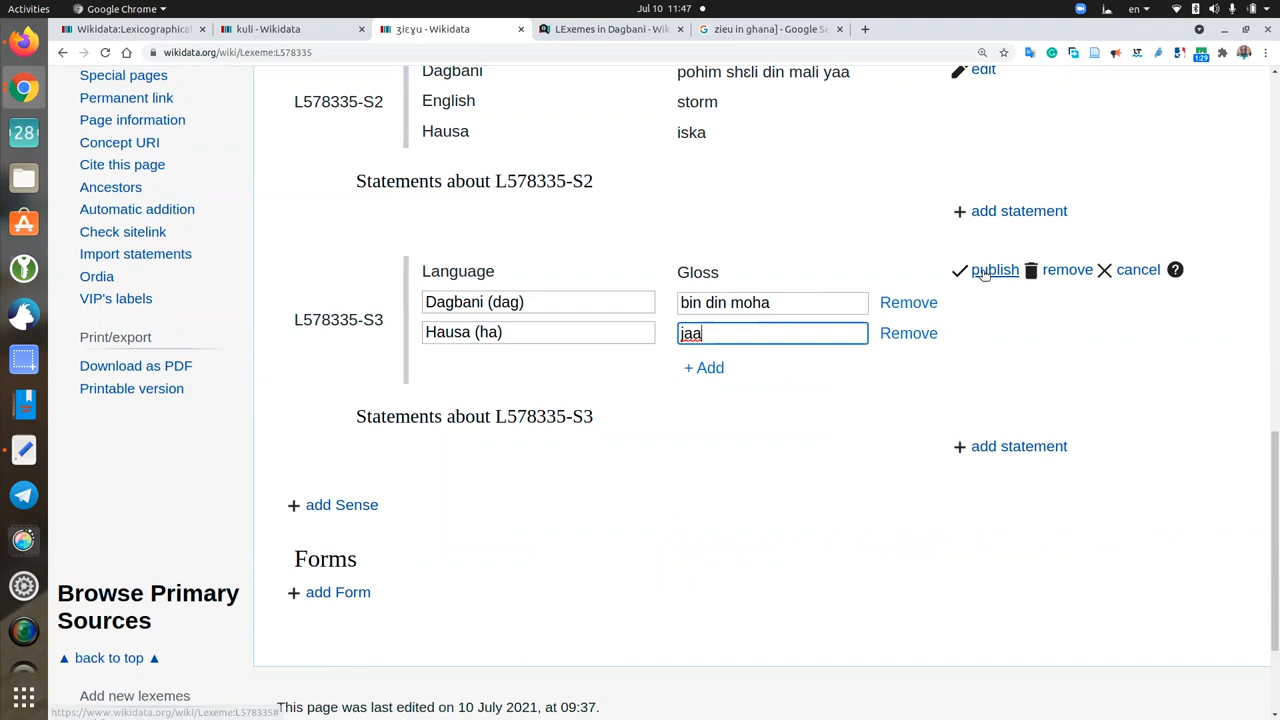 Activities
Google Chrome
Jul 10 11:47
en
Wikidata:Lexicographical
kuli - Wikidata
ʒiɛɣu - Wikidata
LExemes in Dagbani - Wik
zieu in ghana] - Google Se
wikidata.org/wiki/Lexeme:L578335
1:29
28
Special pages
Permanent link
Page information
Concept URI
Cite this page
Ancestors
Automatic addition
Check sitelink
Import statements
Ordia
VIP's labels
Print/export
Download as PDF
Printable version
Browse Primary
Sources
▲ back to top ▲
Add new lexemes
https://www.wikidata.org/wiki/Lexeme:L578335#
Dagbani pohim shɛli din mali yaa edit
L578335-S2 English storm
Hausa iska
Statements about L578335-S2
+ add statement
Language Gloss publish remove cancel ?
Dagbani (dag) bin din moha Remove
L578335-S3
Hausa (ha) jaa Remove
+ Add
Statements about L578335-S3
+ add statement
+ add Sense
Forms
+ add Form
This page was last edited on 10 July 2021, at 09:37.